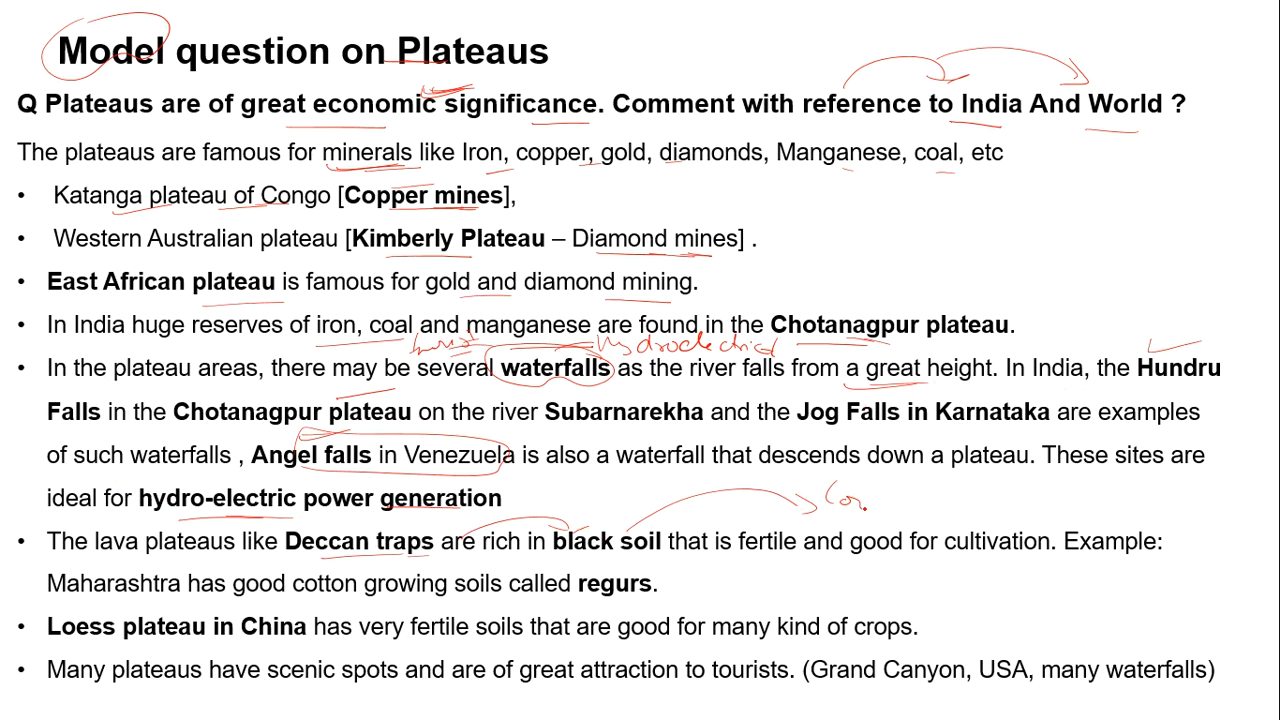 Model question on Plateaus
Q Plateaus are of great economic significance. Comment with reference to India And World ?
The plateaus are famous for minerals like Iron, copper, gold, diamonds, Manganese, coal, etc
• Katanga plateau of Congo [Copper mines],
• Western Australian plateau [Kimberly Plateau – Diamond mines] .
• East African plateau is famous for gold and diamond mining.
• In India huge reserves of iron, coal and manganese are found in the Chotanagpur plateau.
Hydroelectricity
• In the plateau areas, there may be several waterfalls as the river falls from a great height. In India, the Hundru
Falls in the Chotanagpur plateau on the river Subarnarekha and the Jog Falls in Karnataka are examples
of such waterfalls , Angel falls in Venezuela is also a waterfall that descends down a plateau. These sites are
ideal for hydro-electric power generation
• The lava plateaus like Deccan traps are rich in black soil that is fertile and good for cultivation. Example:
Maharashtra has good cotton growing soils called regurs.
• Loess plateau in China has very fertile soils that are good for many kind of crops.
• Many plateaus have scenic spots and are of great attraction to tourists. (Grand Canyon, USA, many waterfalls)